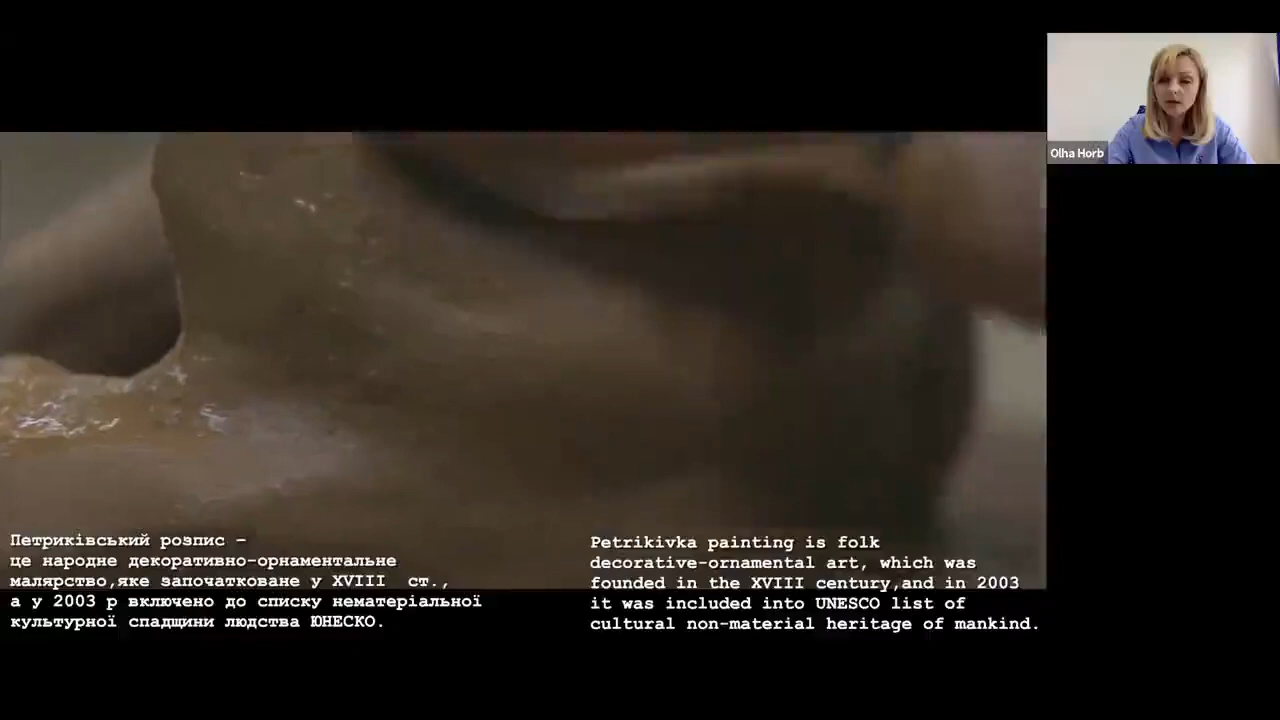 Olha Horb
Петриківський розпис –
це народне декоративно-орнаментальне
малярство,яке започатковане у XVIII ст.,
а у 2003 р включено до списку нематеріальної
культурної спадщини людства ЮНЕСКО.
Petrikivka painting is folk
decorative-ornamental art, which was
founded in the XVIII century,and in 2003
it was included into UNESCO list of
cultural non-material heritage of mankind.